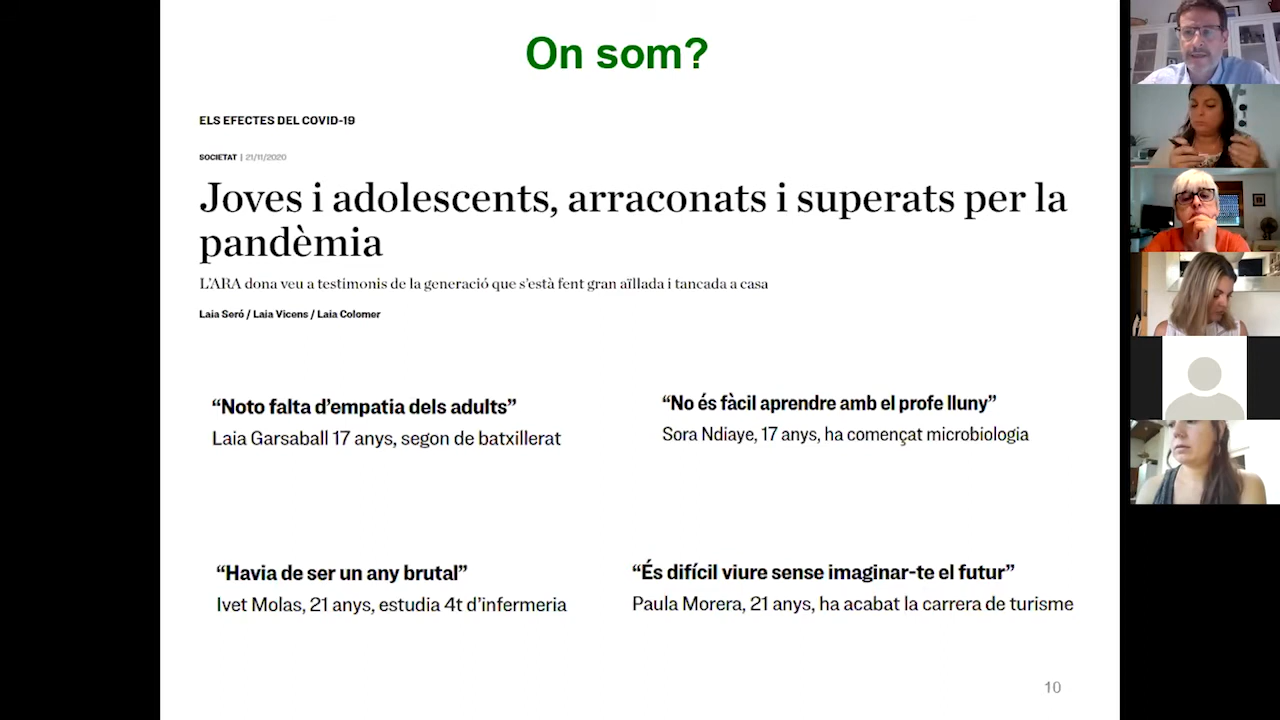 On som?
ELS EFECTES DEL COVID-19
SOCIETAT | 21/11/2020
Joves i adolescents, arraconats i superats per la
pandèmia
L'ARA dona veu a testimonis de la generació que s'està fent gran aïllada i tancada a casa
Laia Seró / Laia Vicens / Laia Colomer
“Noto falta d'empatia dels adults”
Laia Garsaball 17 anys, segon de batxillerat
“No és fàcil aprendre amb el profe lluny”
Sora Ndiaye, 17 anys, ha començat microbiologia
“Havia de ser un any brutal”
Ivet Molas, 21 anys, estudia 4t d'infermeria
“És difícil viure sense imaginar-te el futur”
Paula Morera, 21 anys, ha acabat la carrera de turisme
10